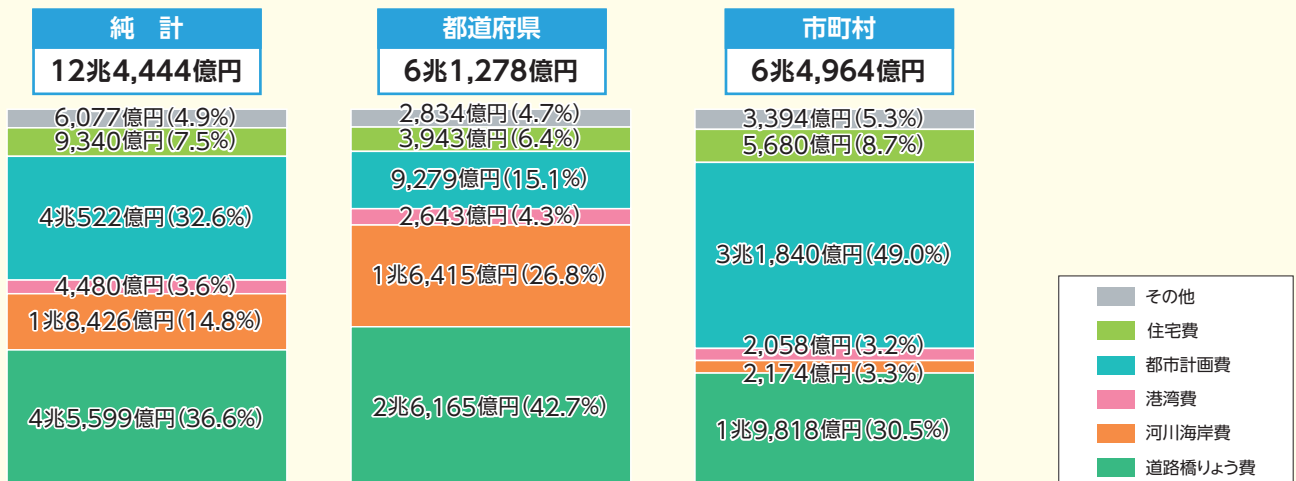 純 計
12兆4,444億円
6,077億円(4.9%)
9,340億円(7.5%)
4兆522億円(32.6%)
4,480億円(3.6%)
1兆8,426億円(14.8%)
4兆5,599億円(36.6%)
都道府県
6兆1,278億円
2,834億円(4.7%)
3,943億円(6.4%)
9,279億円(15.1%)
2,643億円(4.3%)
1兆6,415億円(26.8%)
2兆6,165億円(42.7%)
市町村
6兆4,964億円
3,394億円(5.3%)
5,680億円(8.7%)
3兆1,840億円(49.0%)
2,058億円(3.2%)
2,174億円(3.3%)
1兆9,818億円(30.5%)
その他
住宅費
都市計画費
港湾費
河川海岸費
道路橋りょう費